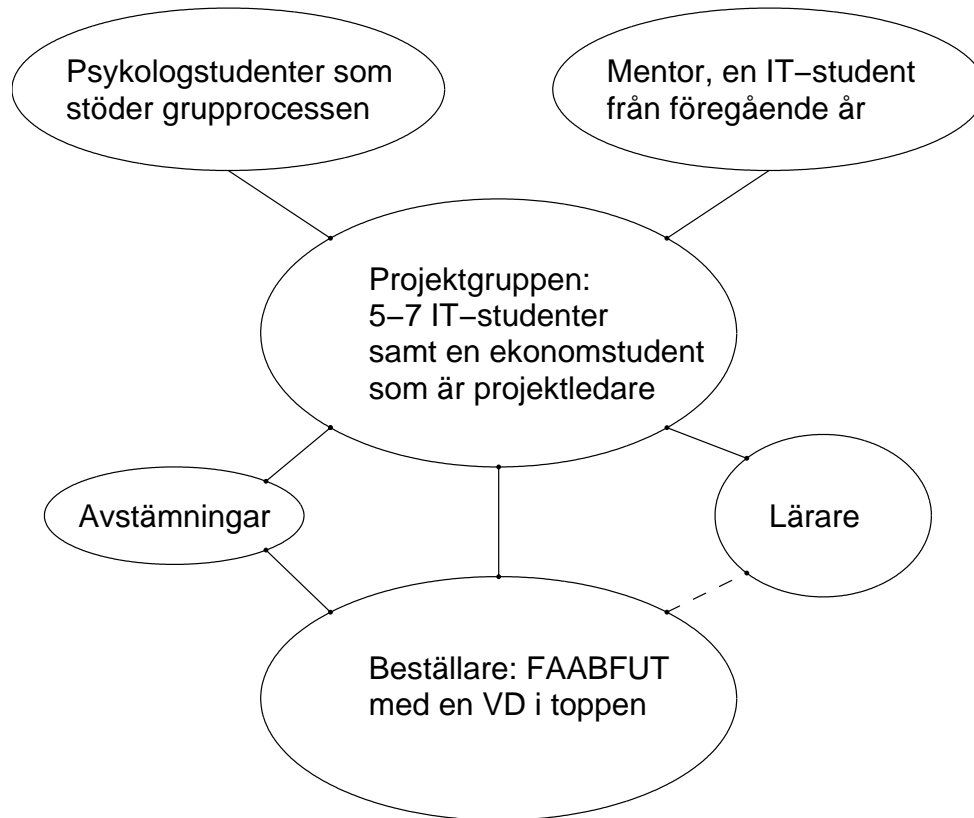 Psykologstudenter som
stöder grupprocessen
Mentor, en IT−student
från föregående år
Projektgruppen:
5−7 IT−studenter
samt en ekonomstudent
som är projektledare
Avstämningar
Lärare
Beställare: FAABFUT
med en VD i toppen